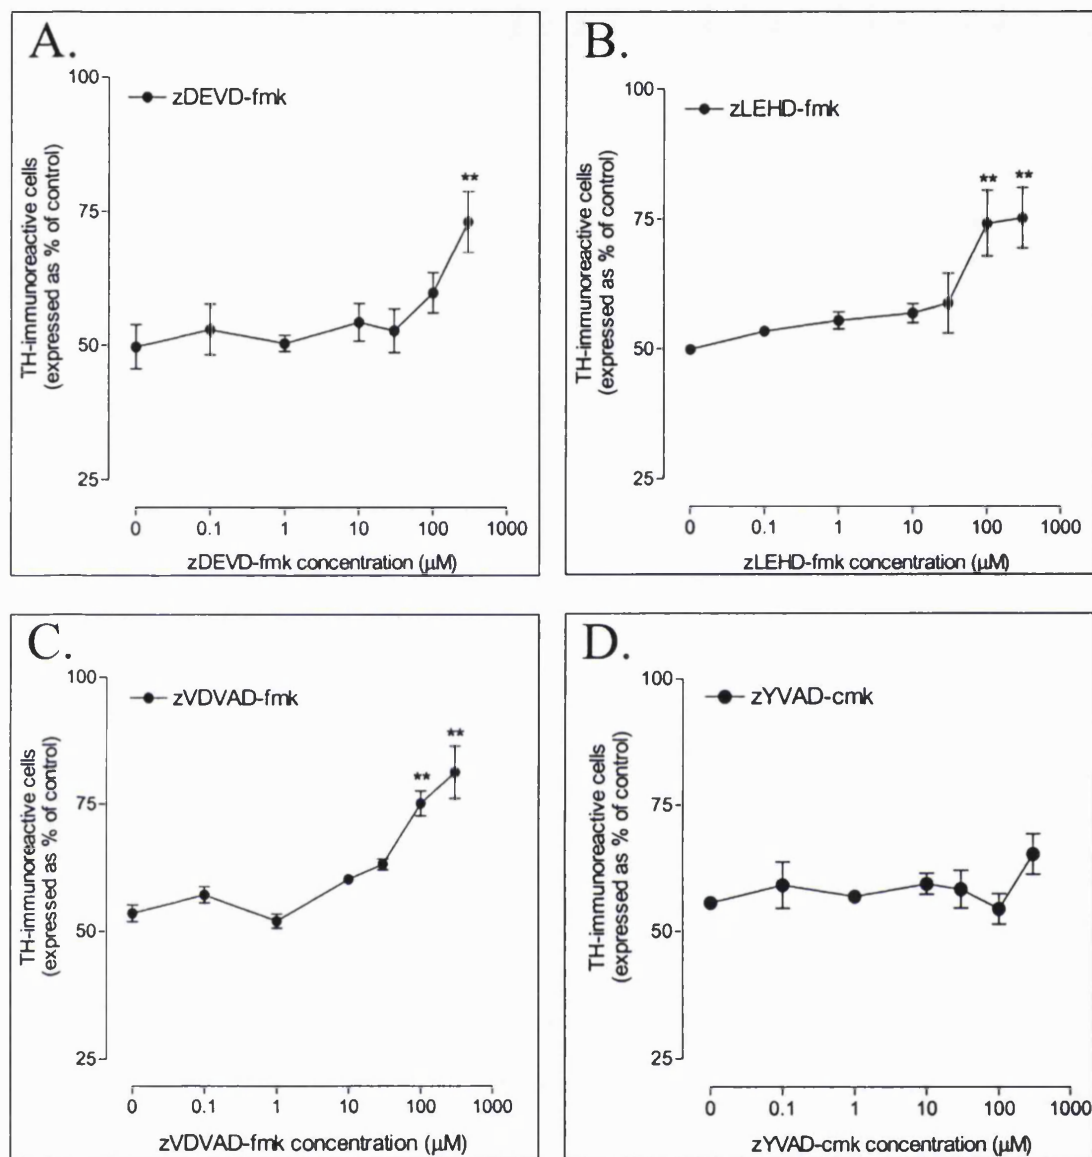 A.
100
zDEVD-fmk
**
75
50
25
TH-immunoreactive cells
(expressed as % of control)
0 0.1 1 10 100 1000
zDEVD-fmk concentration (µM)
B.
100
zLEHD-fmk
** **
75
50
25
TH-immunoreactive cells
(expressed as % of control)
0 0.1 1 10 100 1000
zLEHD-fmk concentration (µM)
C.
100
zVDVAD-fmk
**
**
75
50
25
TH-immunoreactive cells
(expressed as % of control)
0 0.1 1 10 100 1000
zVDVAD-fmk concentration (µM)
D.
100
zYVAD-cmk
75
50
25
TH-immunoreactive cells
(expressed as % of control)
0 0.1 1 10 100 1000
zYVAD-cmk concentration (µM)